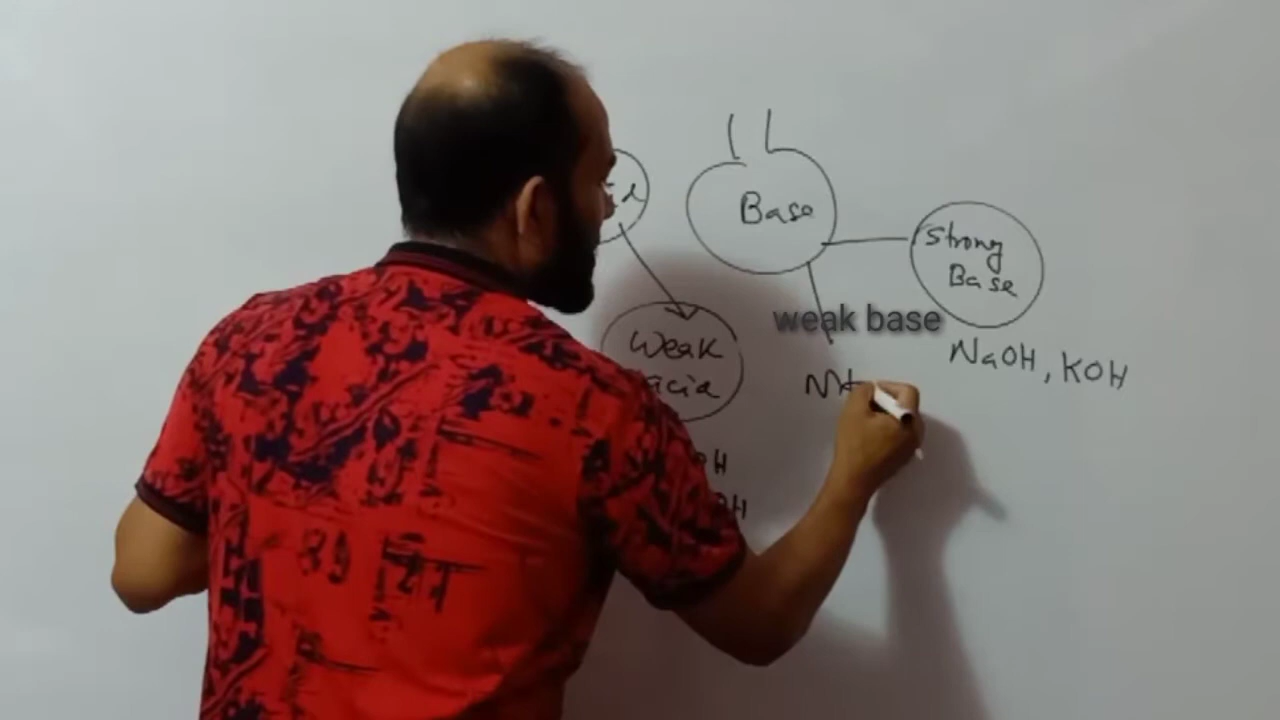 Base
Strong
Base
weak base
Weak
acid
NaOH, KOH
NH
OH
OH